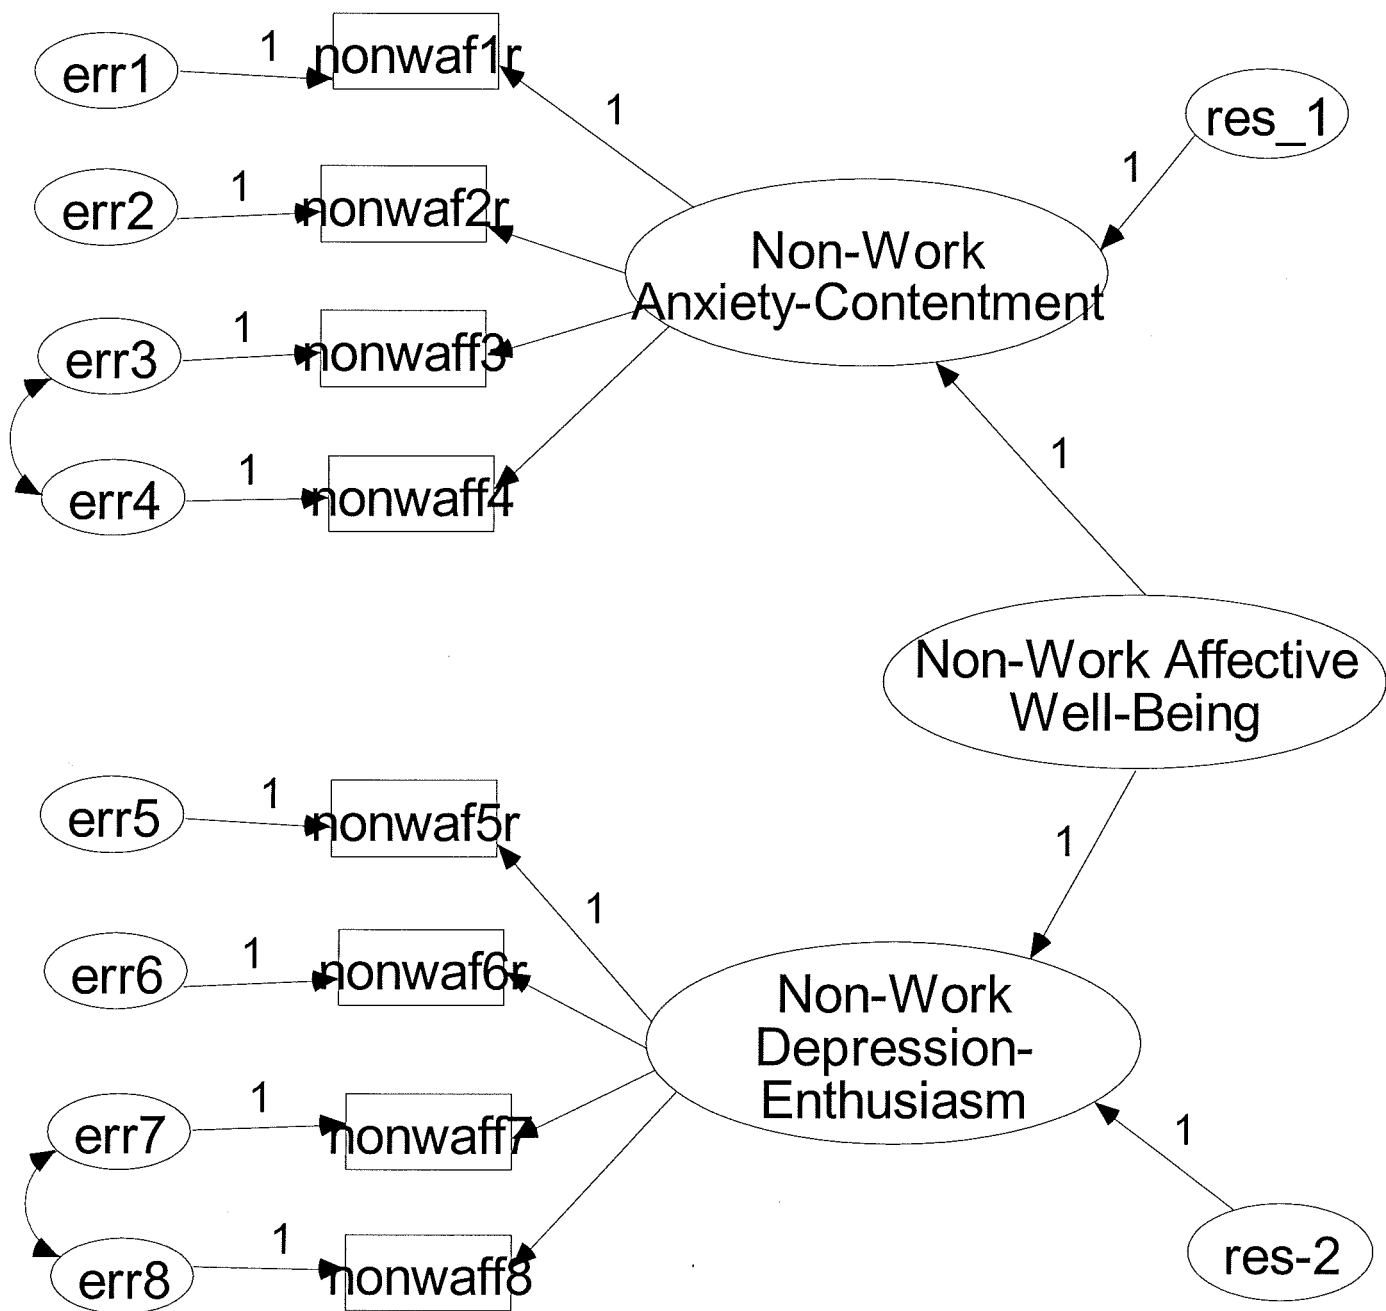 err1
1
nonwaf1r
1
res_1
1
err2
1
nonwaf2r
Non-Work
Anxiety-Contentment
err3
1
nonwaff3
1
err4
1
nonwaff4
Non-Work Affective
Well-Being
err5
1
nonwaf5r
1
1
err6
1
nonwaf6r
Non-Work
Depression-
Enthusiasm
err7
1
nonwaff7
1
err8
1
nonwaff8
res-2